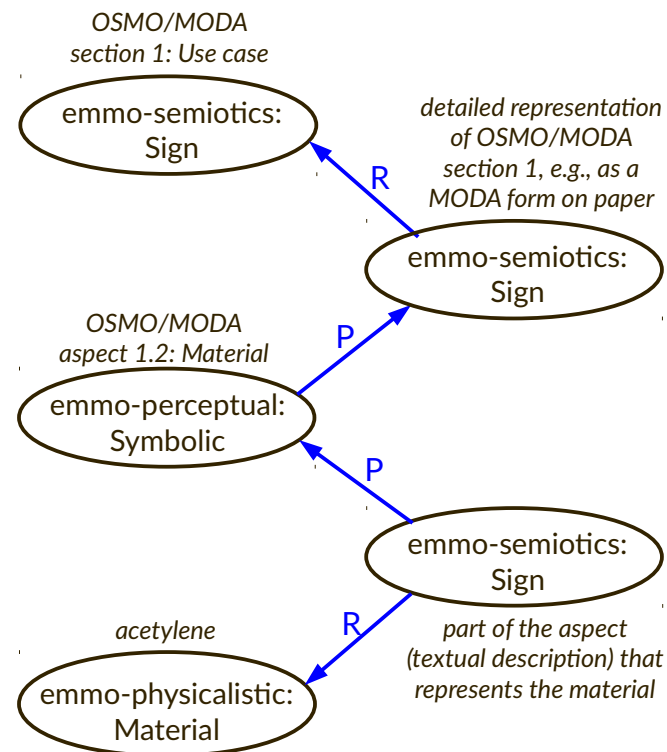 OSMO/MODA
section 1: Use case
emmo-semiotics:
Sign
detailed representation
of OSMO/MODA
section 1, e.g., as a
MODA form on paper
R
emmo-semiotics:
Sign
P
OSMO/MODA
aspect 1.2: Material
emmo-perceptual:
Symbolic
P
emmo-semiotics:
Sign
R
part of the aspect
(textual description) that
represents the material
acetylene
emmo-physicalistic:
Material